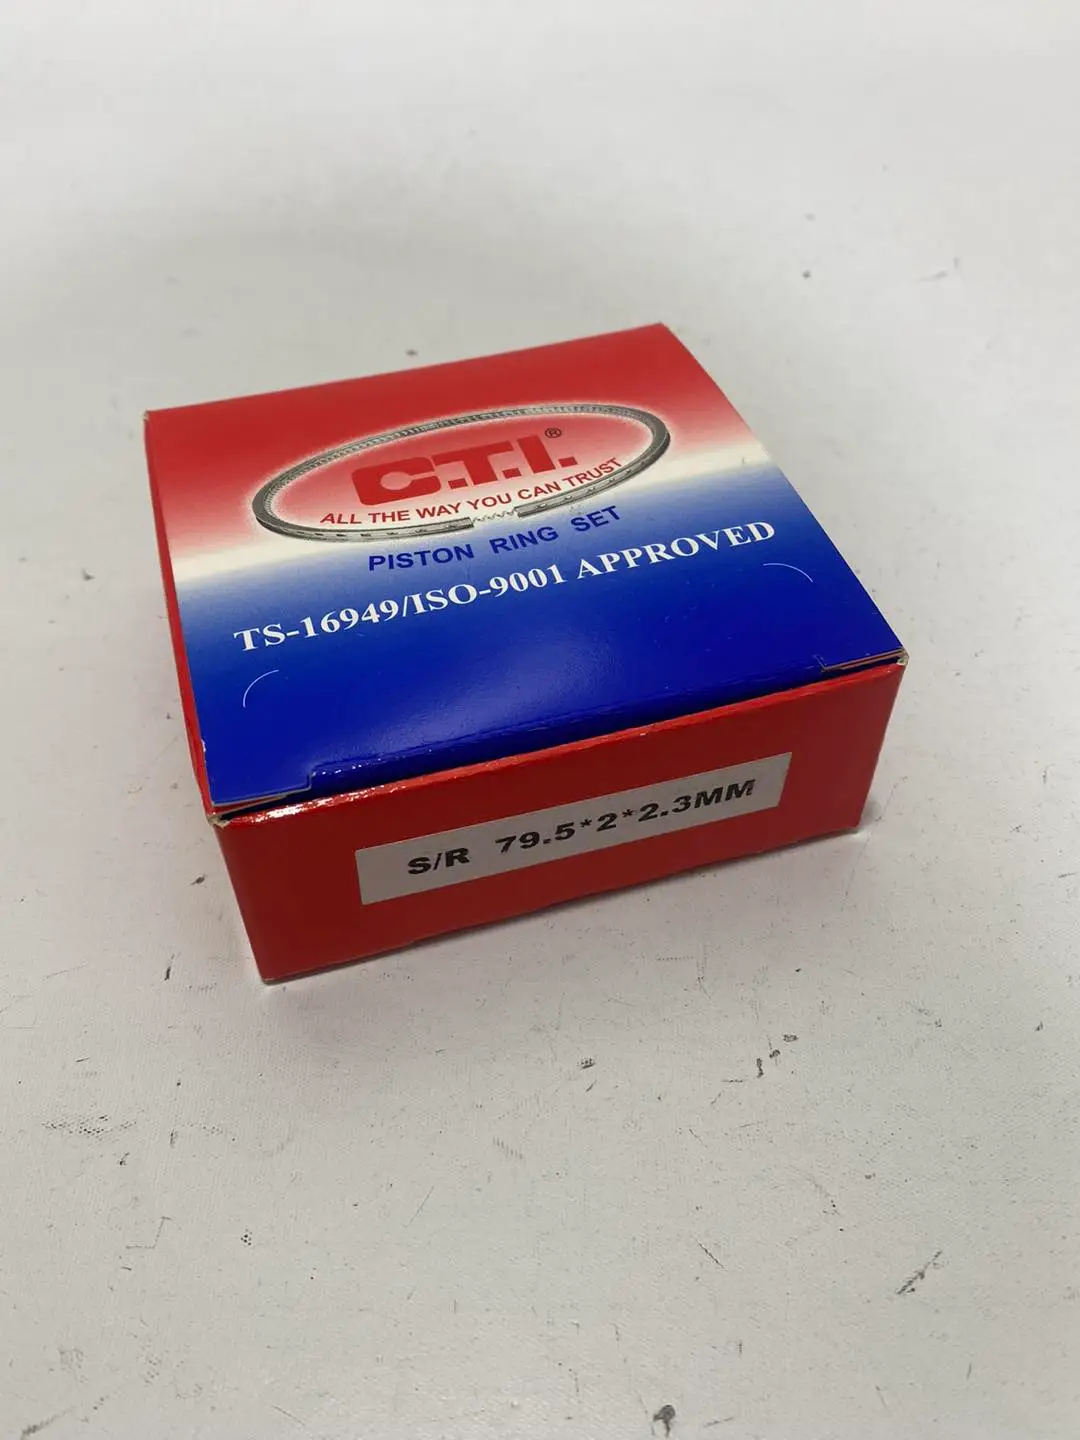 C.T.I.®
ALL THE WAY YOU CAN TRUST
PISTON RING SET
TS-16949/ISO-9001 APPROVED
S/R 79.5*2*2.3MM